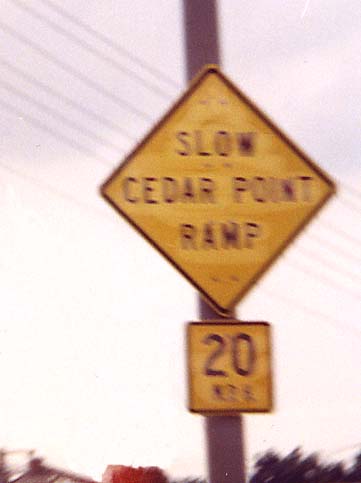 SLOW
CEDAR POINT
RAMP
20
M.P.H.